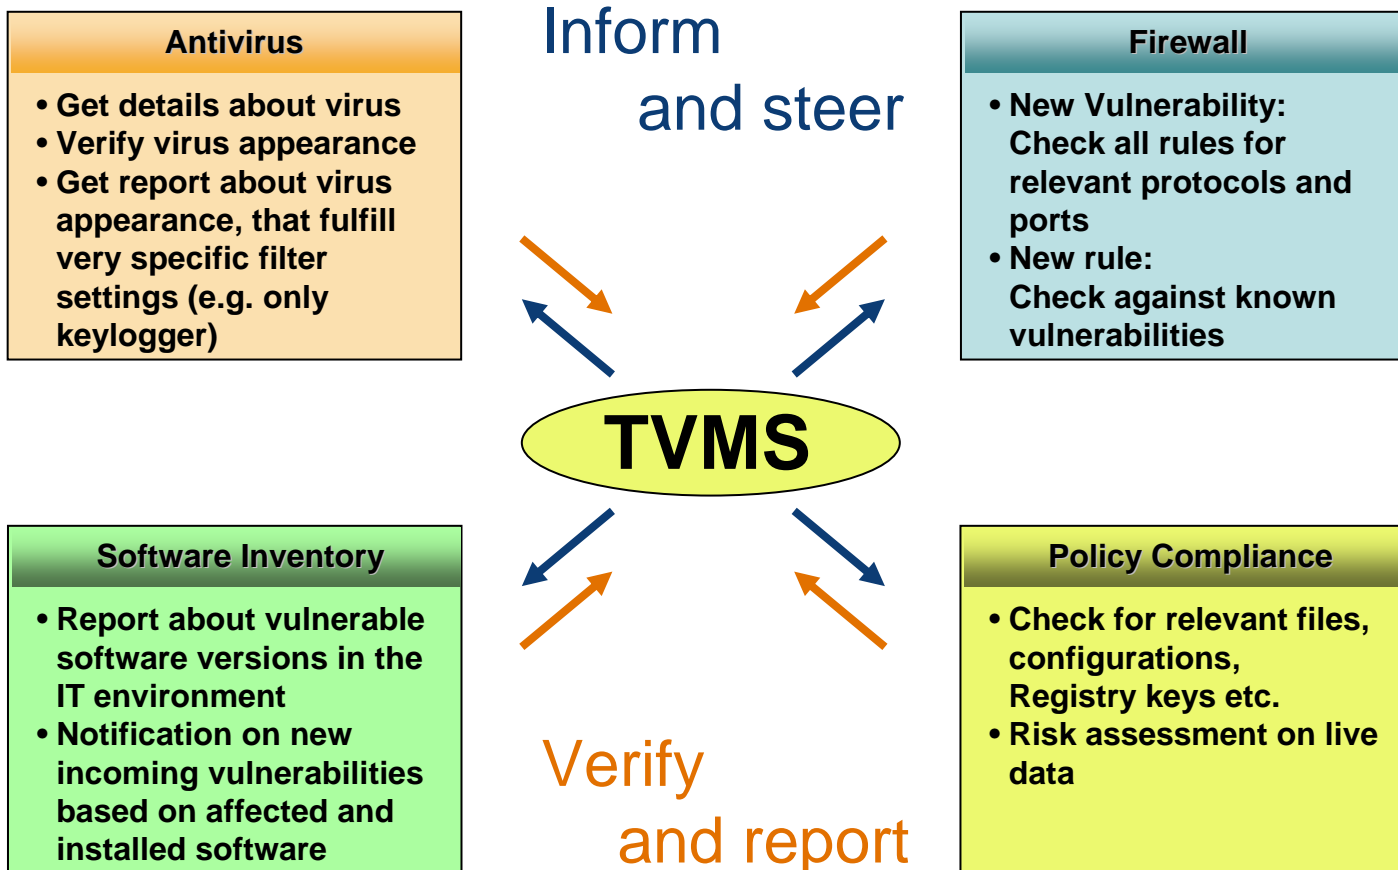 Antivirus
• Get details about virus
• Verify virus appearance
• Get report about virus
appearance, that fulfill
very specific filter
settings (e.g. only
keylogger)
Inform
and steer
Firewall
• New Vulnerability:
Check all rules for
relevant protocols and
ports
• New rule:
Check against known
vulnerabilities
TVMS
Software Inventory
• Report about vulnerable
software versions in the
IT environment
• Notification on new
incoming vulnerabilities
based on affected and
installed software
Verify
and report
Policy Compliance
• Check for relevant files,
configurations,
Registry keys etc.
• Risk assessment on live
data